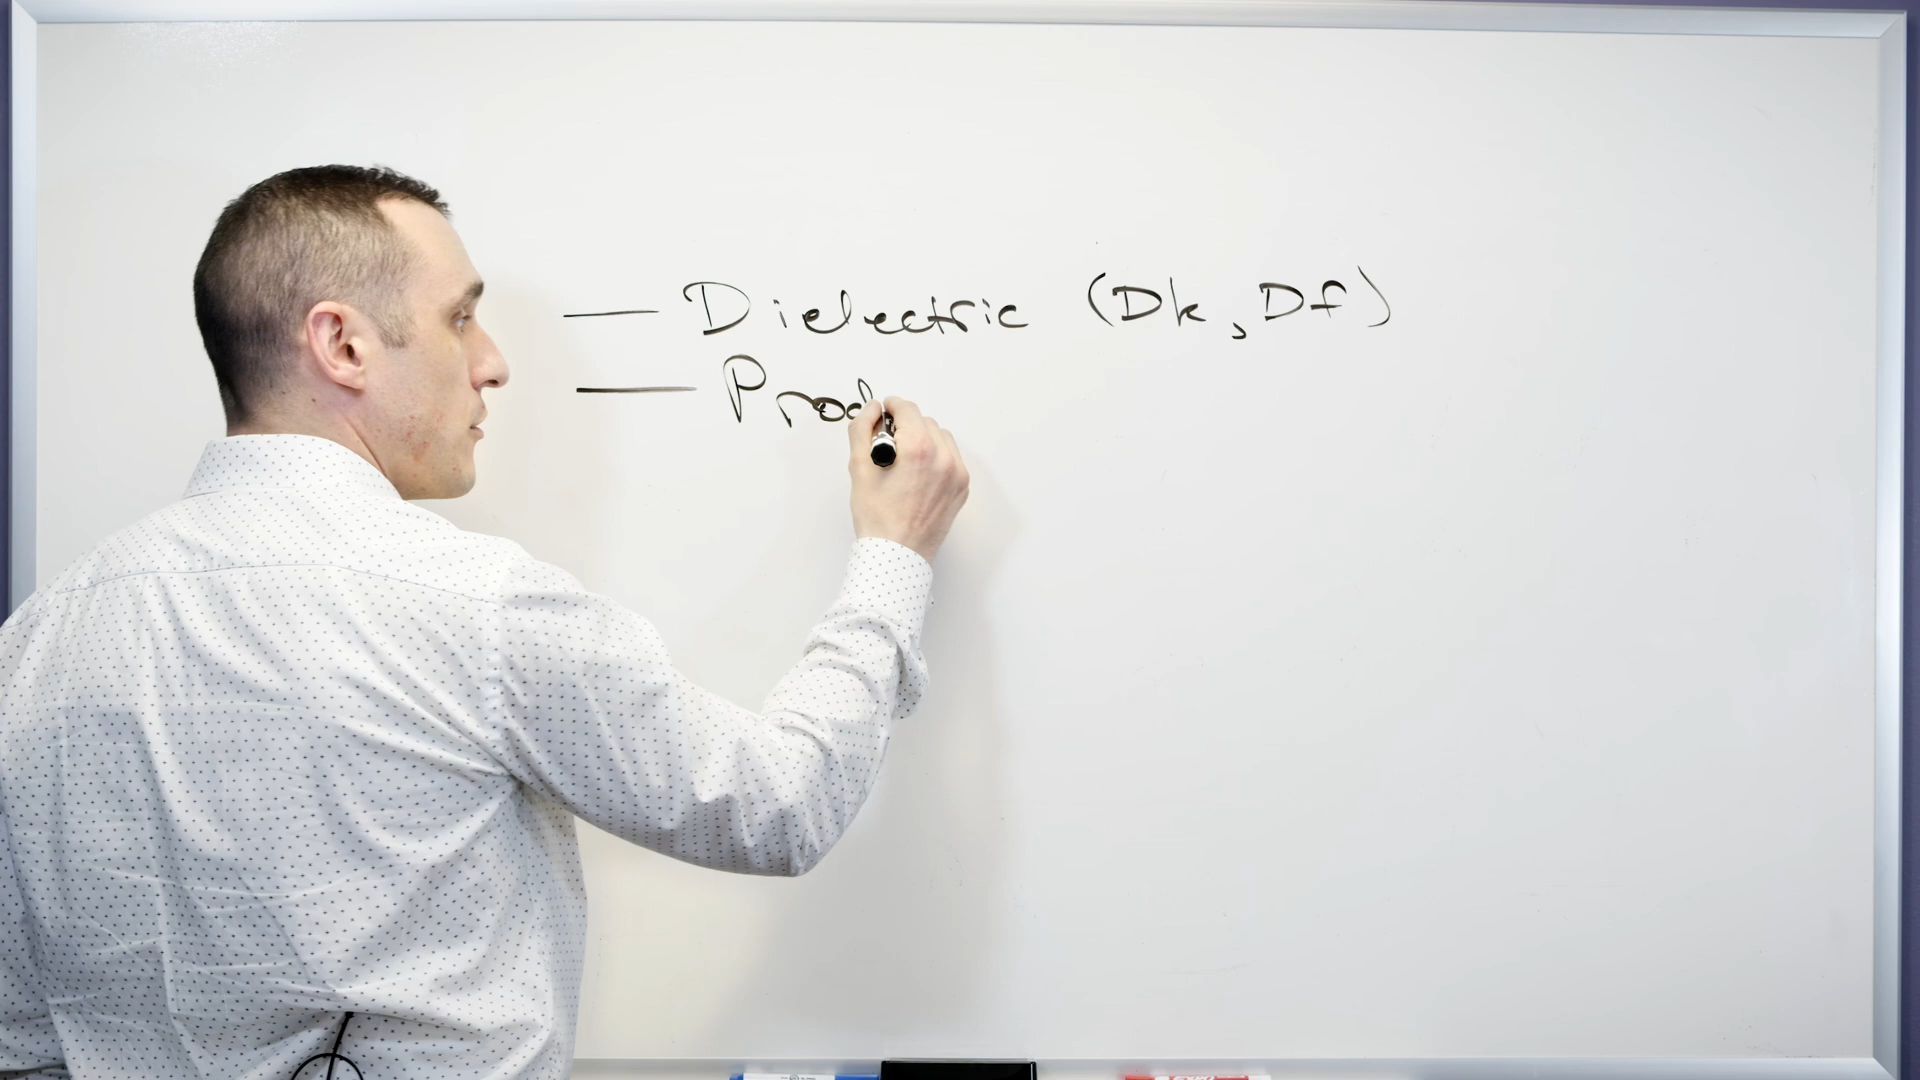 — Dielectric (Dk, Df)
— Prod